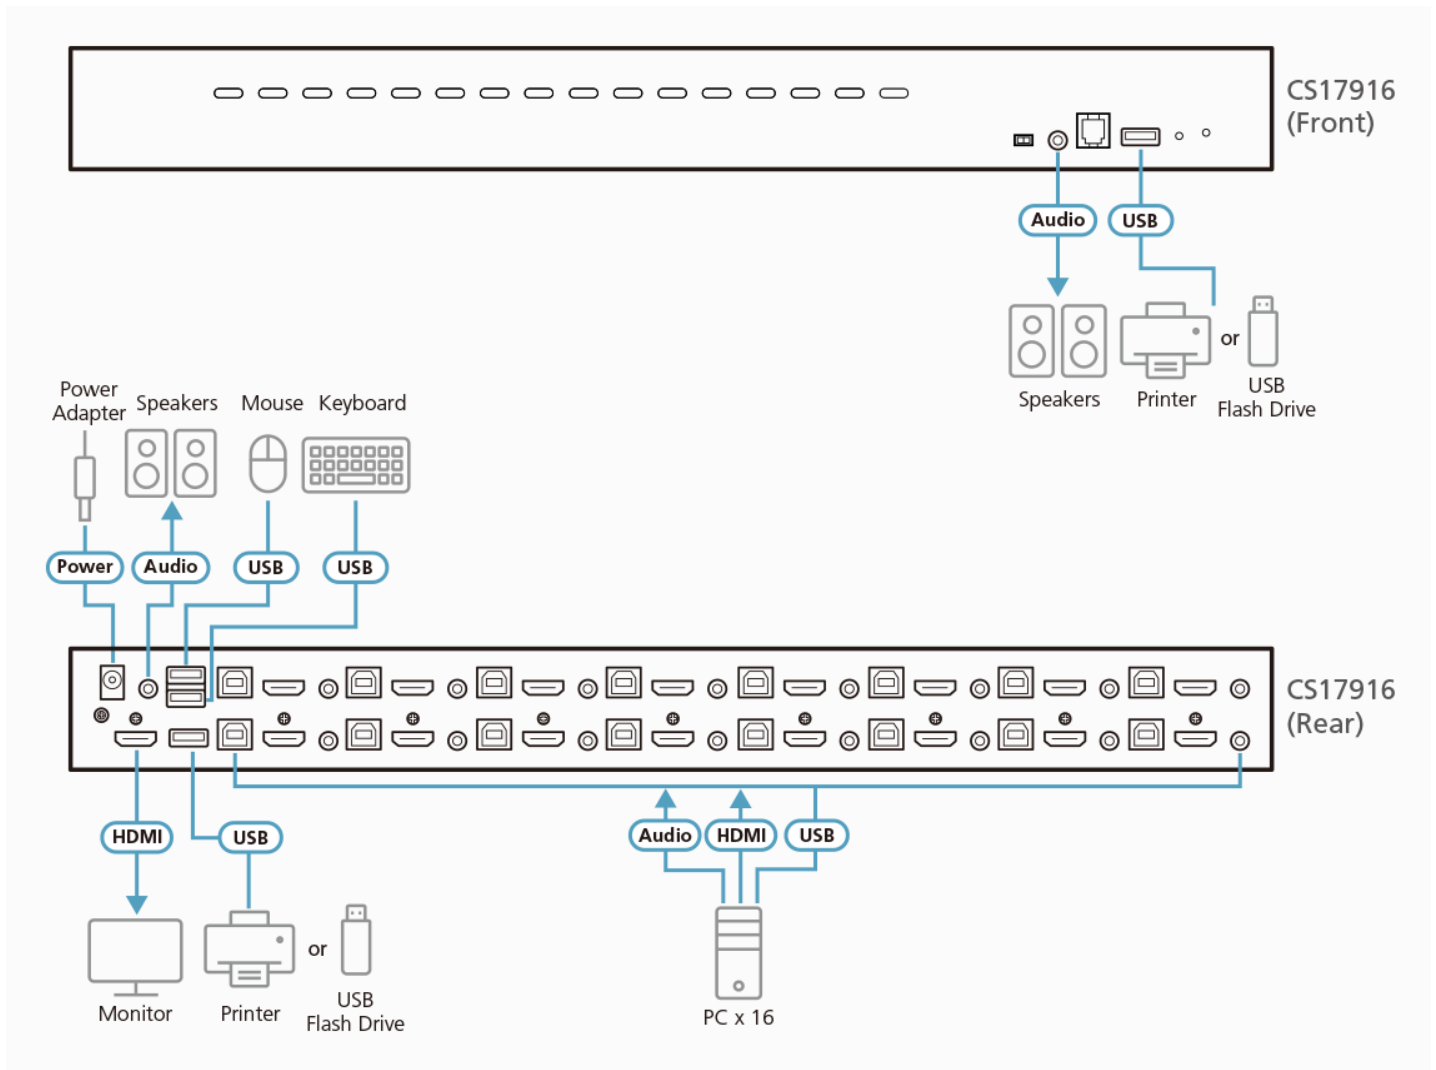 CS17916
(Front)
Audio
USB
or
Speakers
Printer
USB
Flash Drive
Power
Adapter
Speakers
Mouse
Keyboard
Power
Audio
USB
USB
CS17916
(Rear)
HDMI
USB
Audio
HDMI
USB
or
Monitor
Printer
USB
Flash Drive
PC x 16